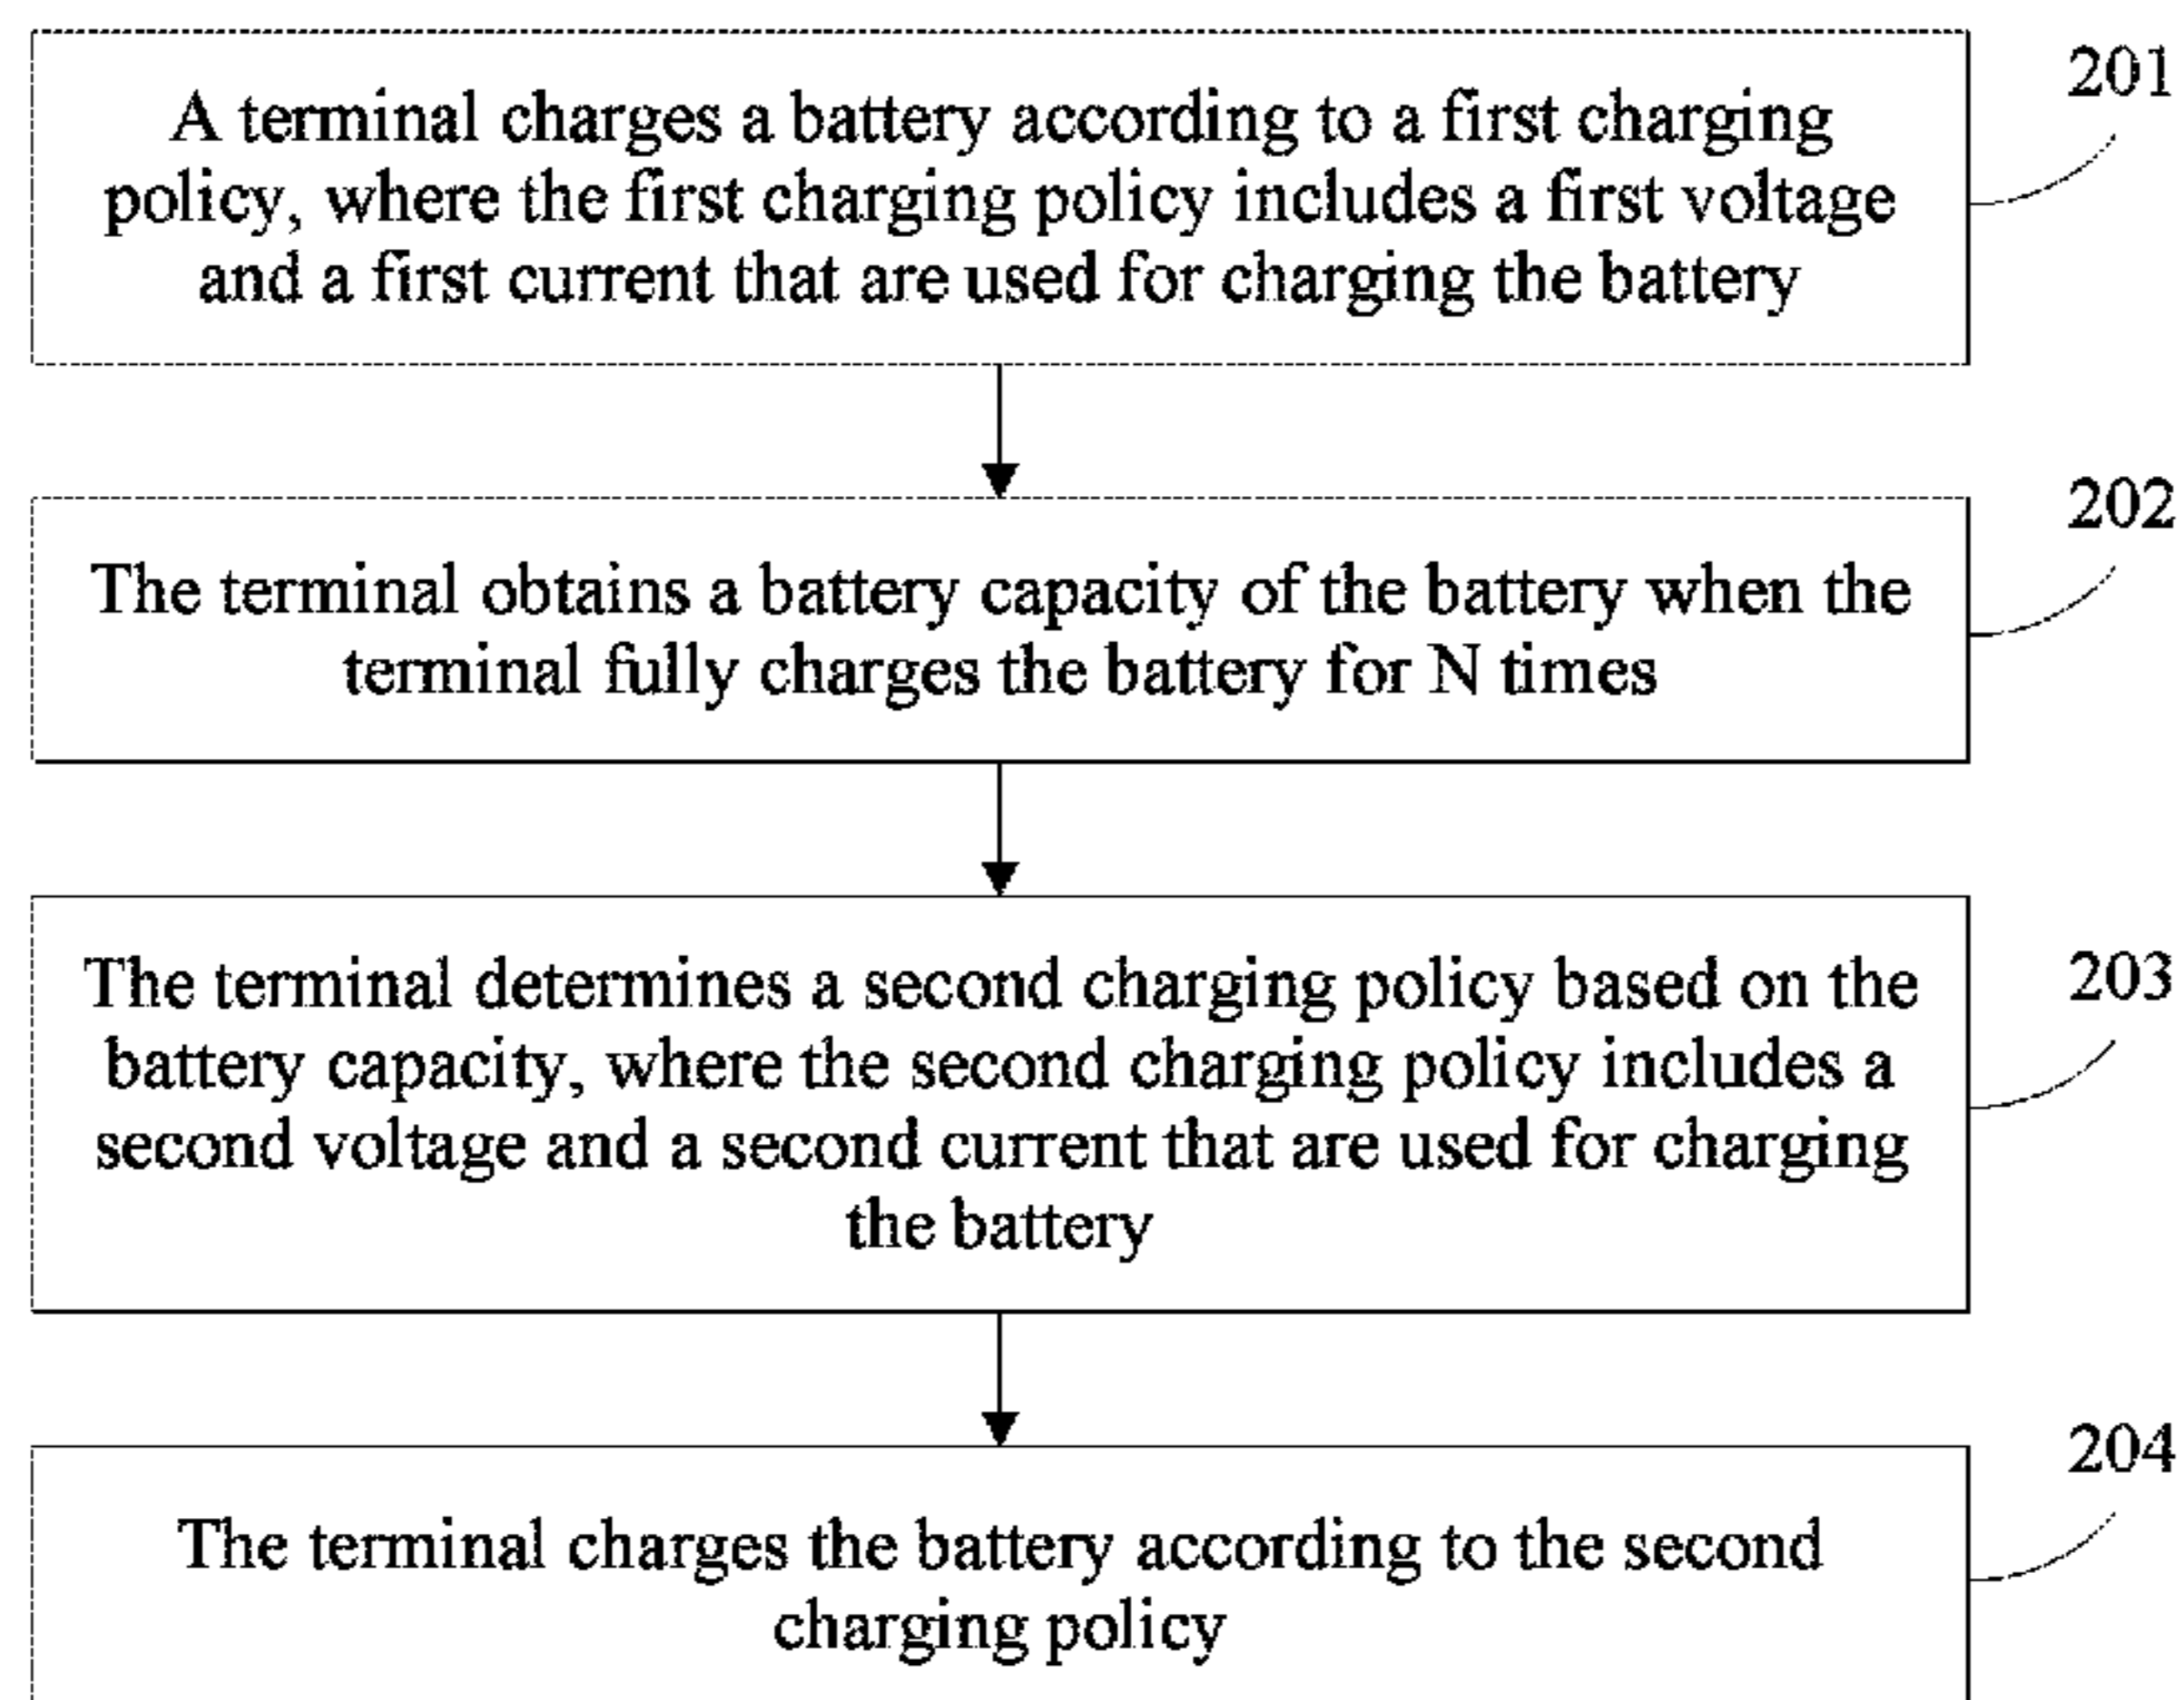 201
A terminal charges a battery according to a first charging
policy, where the first charging policy includes a first voltage
and a first current that are used for charging the battery
202
The terminal obtains a battery capacity of the battery when the
terminal fully charges the battery for N times
203
The terminal determines a second charging policy based on the
battery capacity, where the second charging policy includes a
second voltage and a second current that are used for charging
the battery
204
The terminal charges the battery according to the second
charging policy